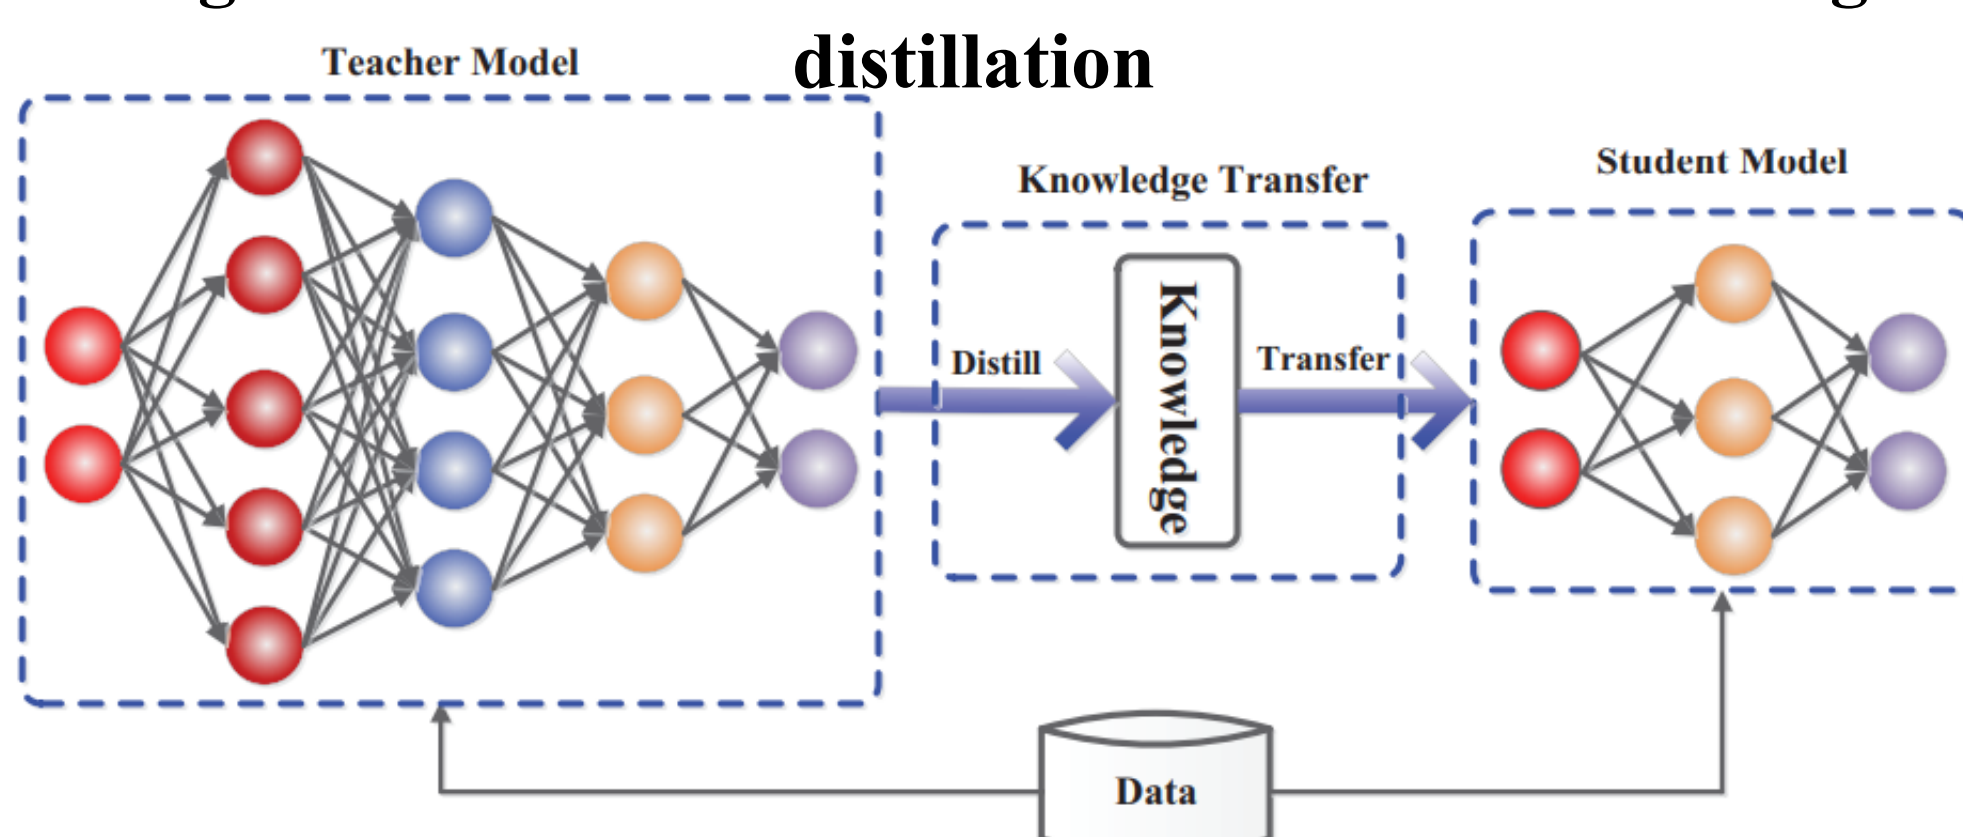 distillation
Teacher Model
Knowledge Transfer
Student Model
Distill
Knowledge
Transfer
Data